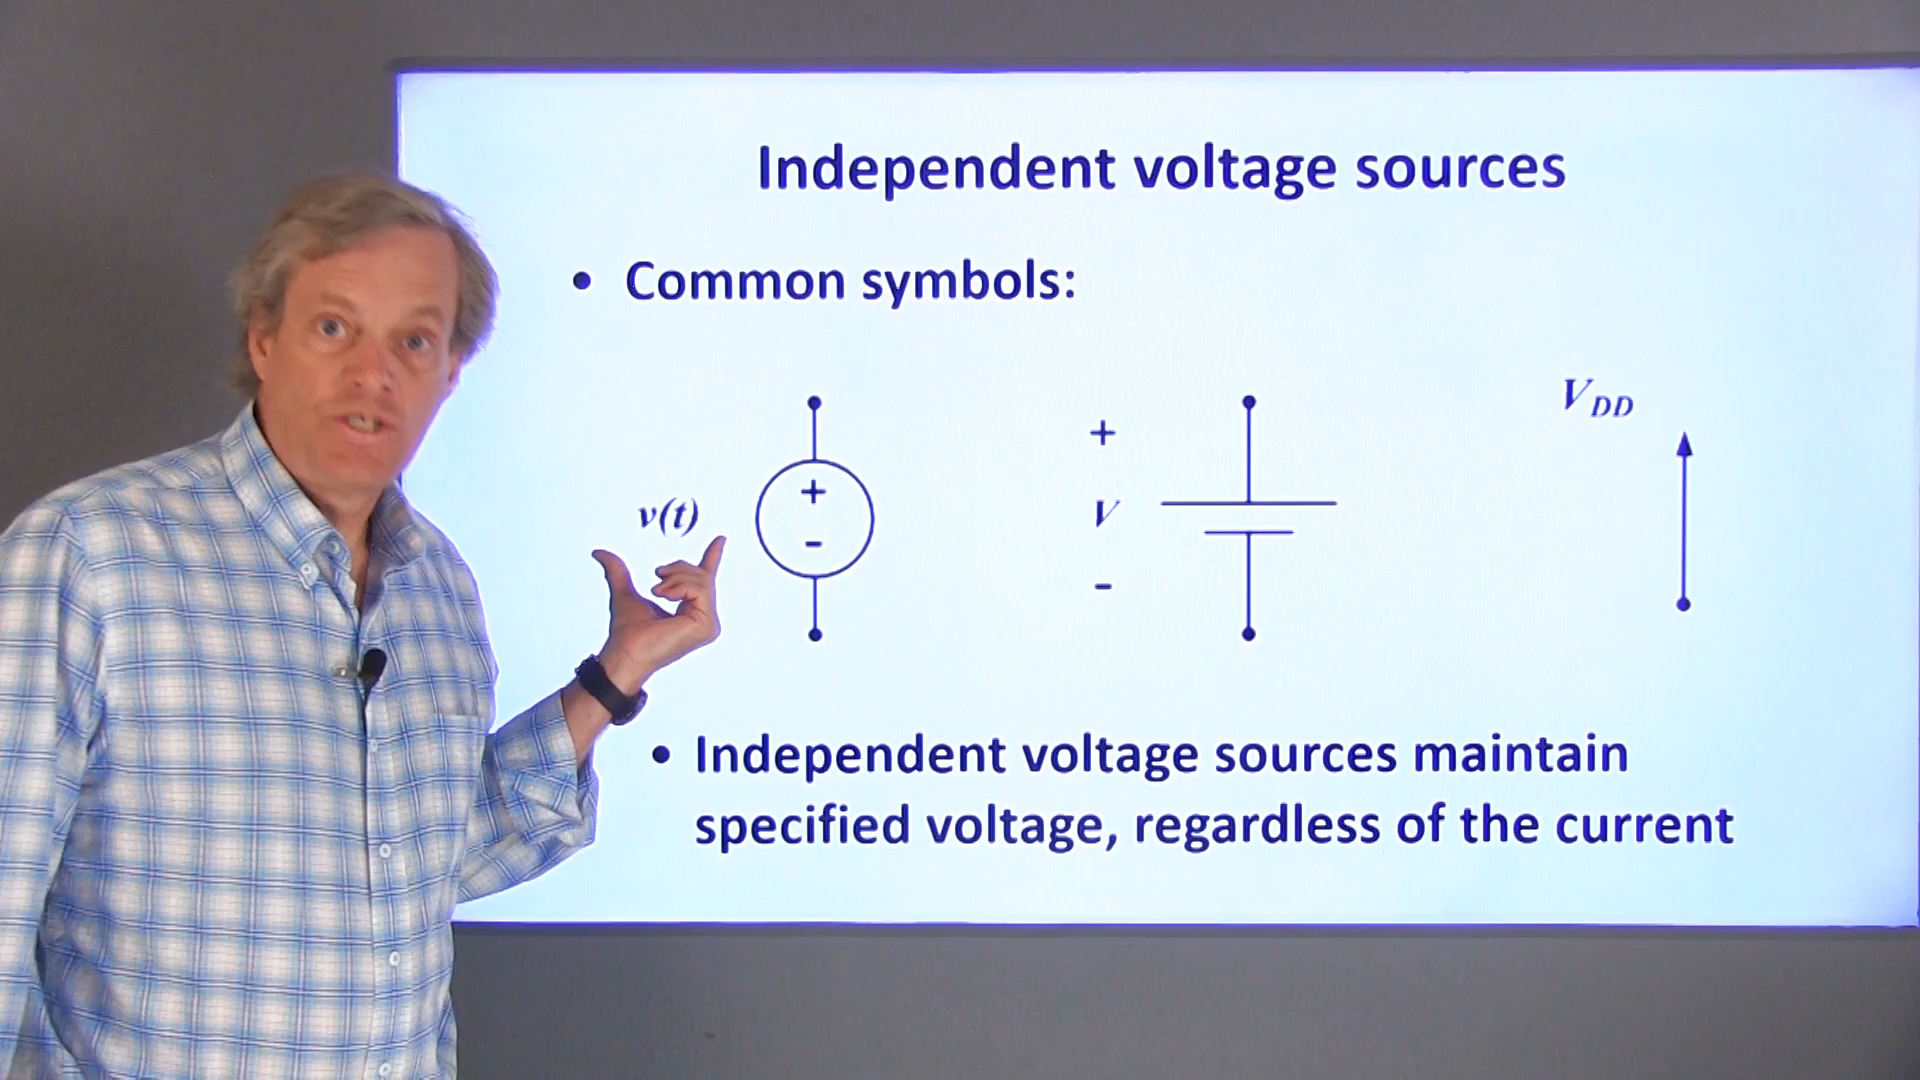 Independent voltage sources
• Common symbols:
V_DD
+
+
v(t)
V
-
-
• Independent voltage sources maintain
specified voltage, regardless of the current